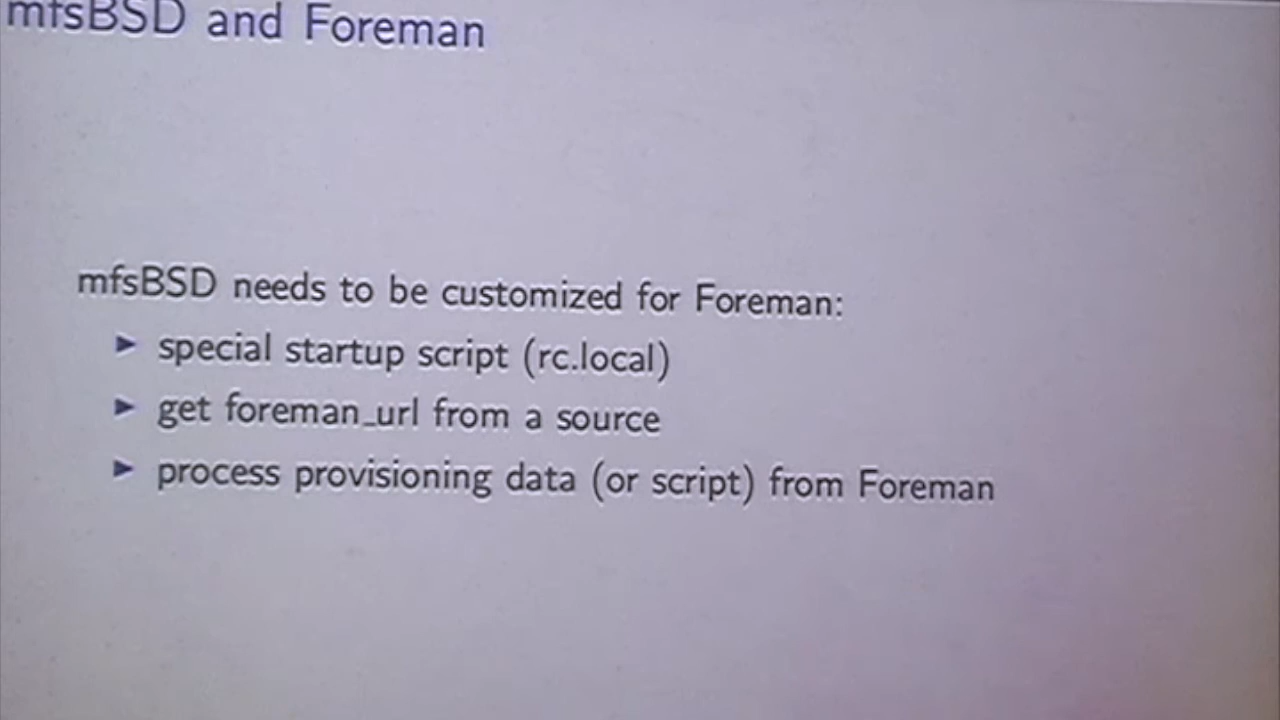 mfsBSD and Foreman
mfsBSD needs to be customized for Foreman:
▶ special startup script (rc.local)
▶ get foreman_url from a source
▶ process provisioning data (or script) from Foreman